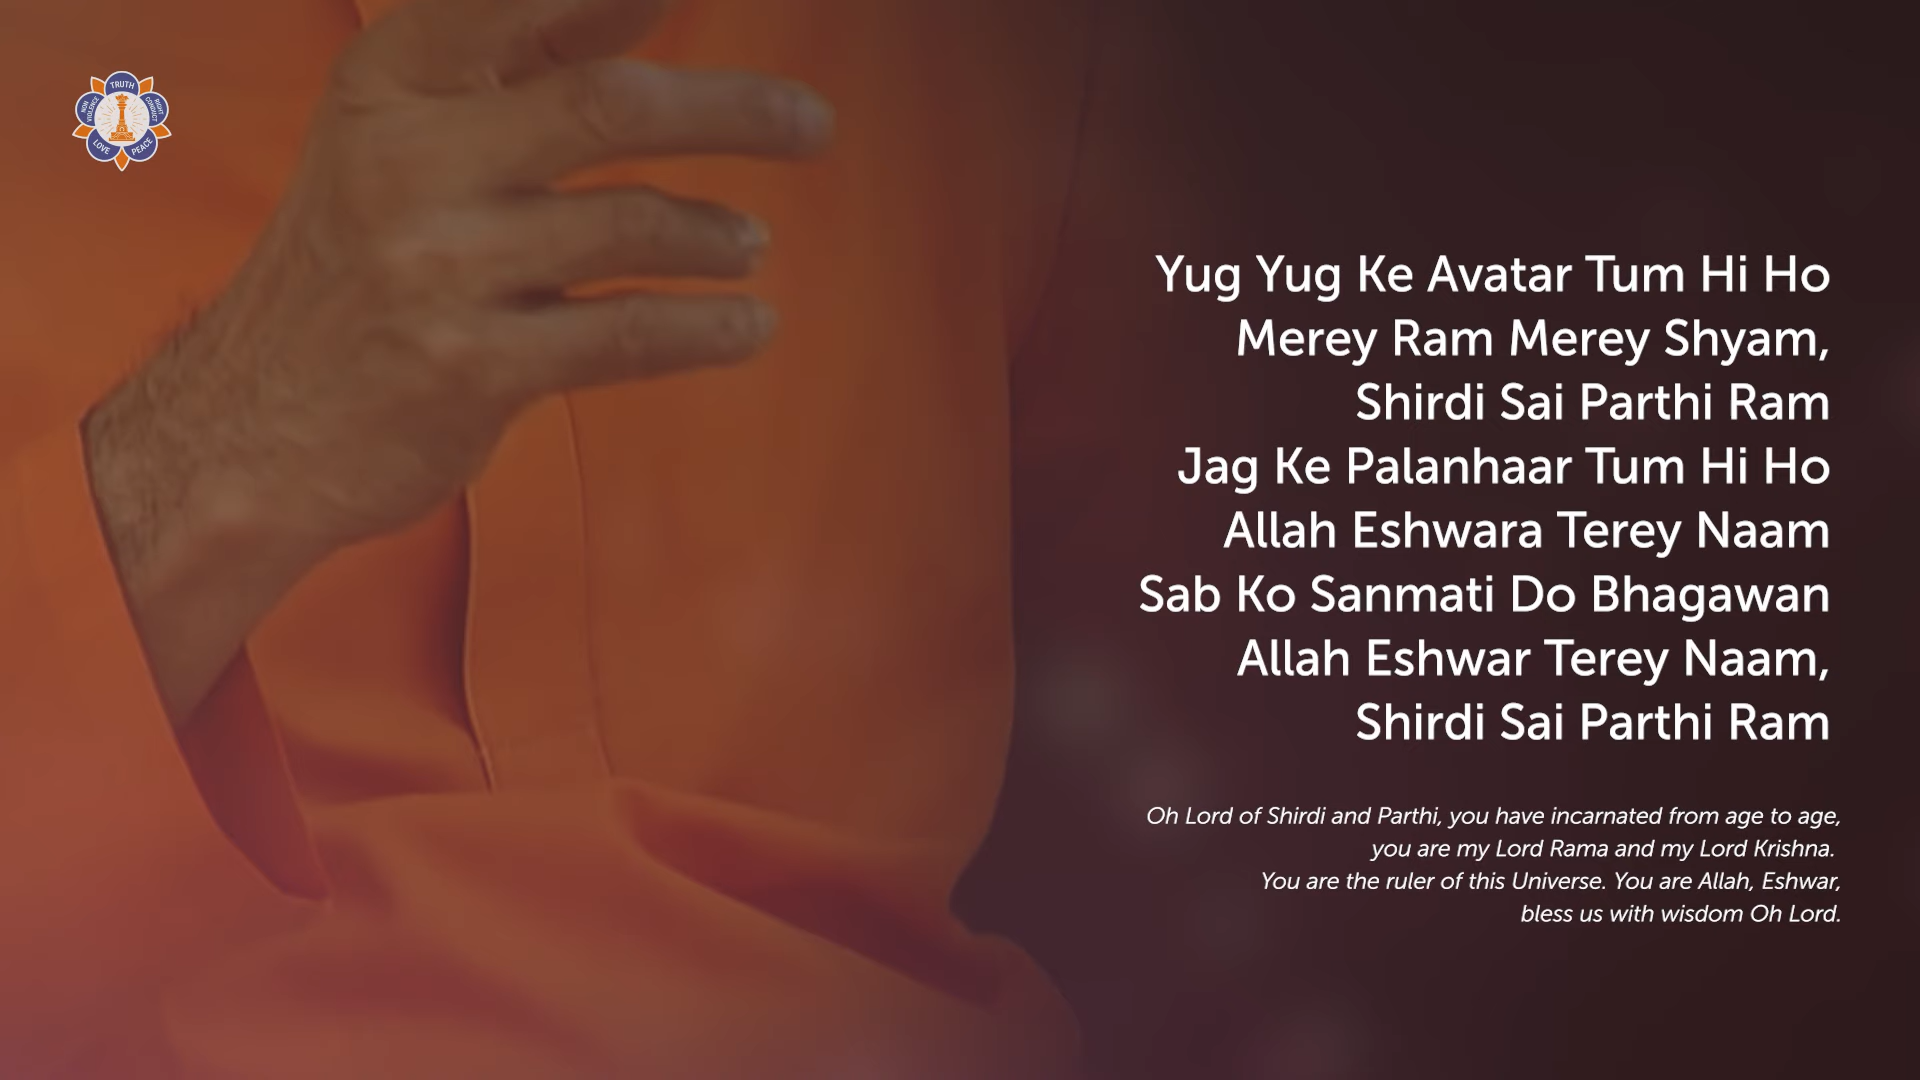 TRUTH
NON VIOLENCE
RIGHT CONDUCT
LOVE
PEACE
Yug Yug Ke Avatar Tum Hi Ho
Merey Ram Merey Shyam,
Shirdi Sai Parthi Ram
Jag Ke Palanhaar Tum Hi Ho
Allah Eshwara Terey Naam
Sab Ko Sanmati Do Bhagawan
Allah Eshwar Terey Naam,
Shirdi Sai Parthi Ram
Oh Lord of Shirdi and Parthi, you have incarnated from age to age,
you are my Lord Rama and my Lord Krishna.
You are the ruler of this Universe. You are Allah, Eshwar,
bless us with wisdom Oh Lord.